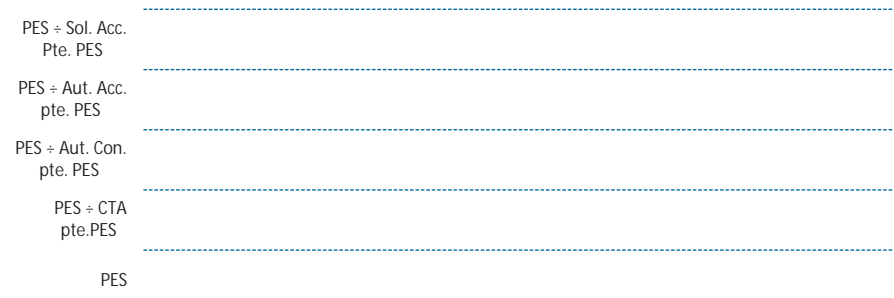 PES ÷ Sol. Acc.
Pte. PES
PES ÷ Aut. Acc.
pte. PES
PES ÷ Aut. Con.
pte. PES
PES ÷ CTA
pte.PES
PES